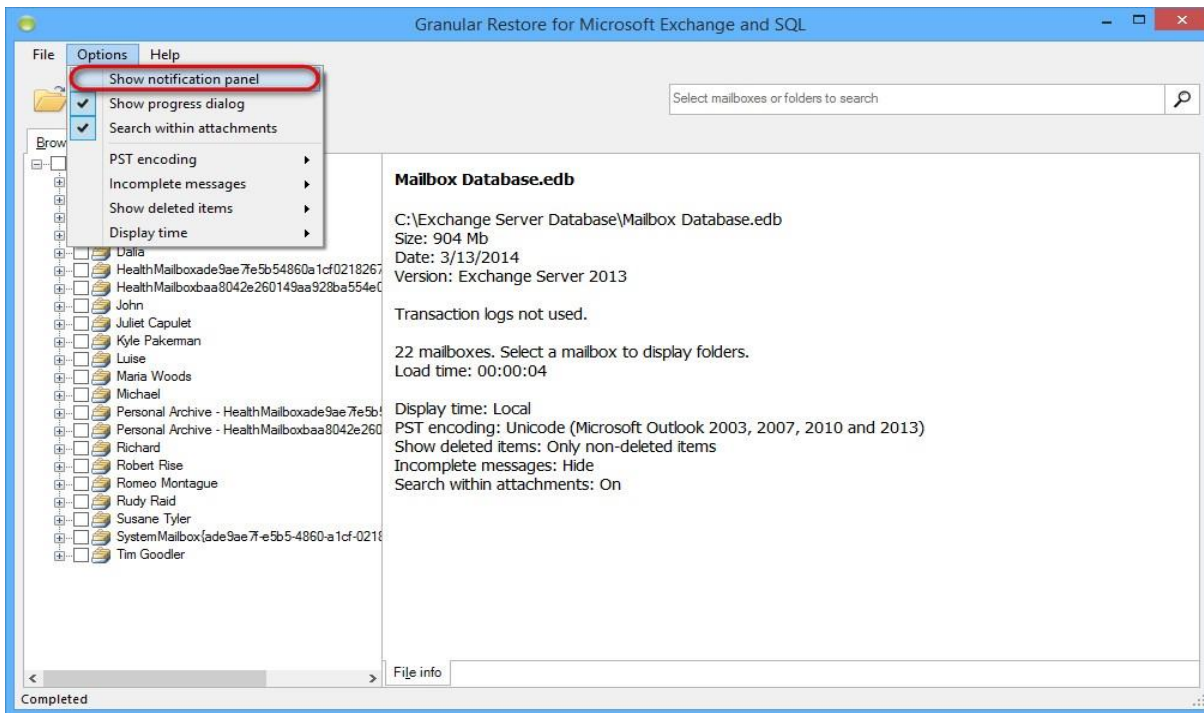 Granular Restore for Microsoft Exchange and SQL
File Options Help
Show notification panel
Show progress dialog
Search within attachments
PST encoding
Incomplete messages
Show deleted items
Display time
Select mailboxes or folders to search
Brow
Dalia
HealthMailboxade9ae7fe5b54860a1cf0218267
HealthMailboxbaa8042e260149aa928ba554e0
John
Juliet Capulet
Kyle Pakerman
Luise
Maria Woods
Michael
Personal Archive - HealthMailboxade9ae7fe5b5
Personal Archive - HealthMailboxbaa8042e260
Richard
Robert Rise
Romeo Montague
Rudy Raid
Susane Tyler
SystemMailbox{ade9ae7f-e5b5-4860-a1cf-0218
Tim Goodler
Mailbox Database.edb
C:\Exchange Server Database\Mailbox Database.edb
Size: 904 Mb
Date: 3/13/2014
Version: Exchange Server 2013
Transaction logs not used.
22 mailboxes. Select a mailbox to display folders.
Load time: 00:00:04
Display time: Local
PST encoding: Unicode (Microsoft Outlook 2003, 2007, 2010 and 2013)
Show deleted items: Only non-deleted items
Incomplete messages: Hide
Search within attachments: On
File info
Completed